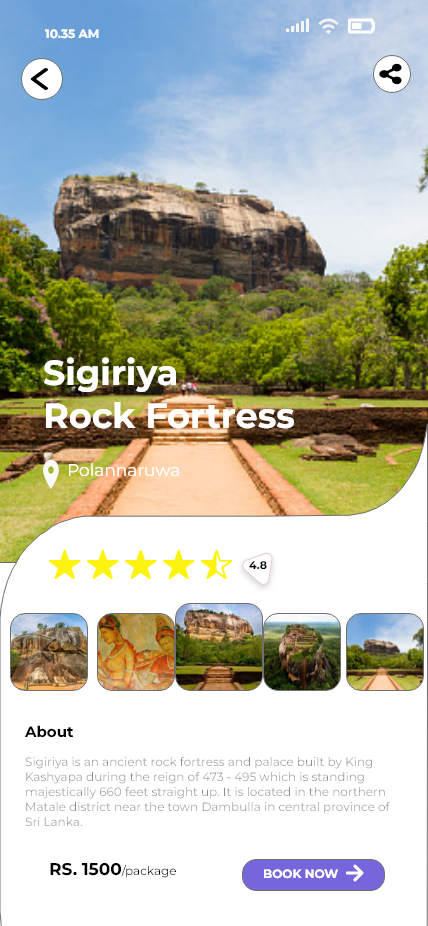 10.35 AM
Sigiriya
Rock Fortress
Polannaruwa
4.8
About
Sigiriya is an ancient rock fortress and palace built by King
Kashyapa during the reign of 473 - 495 which is standing
majestically 660 feet straight up. It is located in the northern
Matale district near the town Dambulla in central province of
Sri Lanka.
RS. 1500/package
BOOK NOW